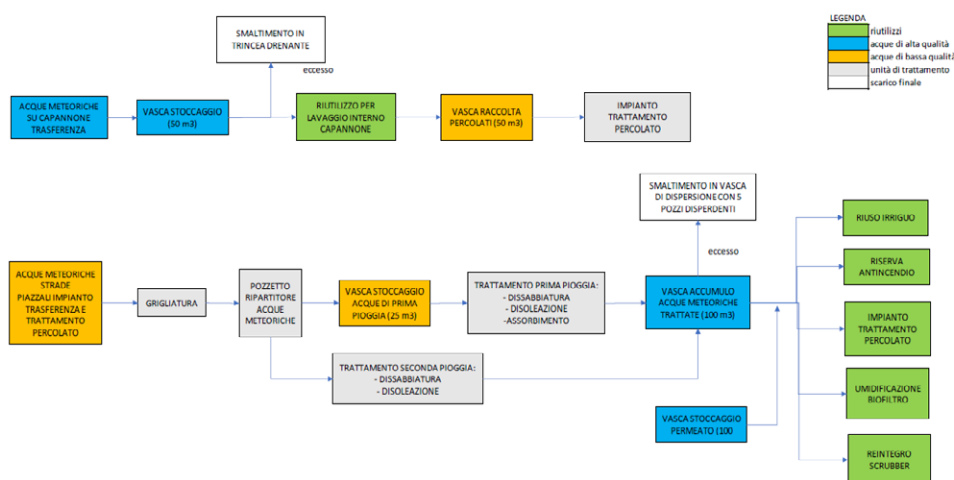 LEGENDA
riutilizzi
acque di alta qualità
acque di bassa qualità
unità di trattamento
scarico finale
SMALTIMENTO IN
TRINCEA DRENANTE
eccesso
ACQUE METEORICHE
SU CAPANNONE
TRASFERENZA
VASCA STOCCAGGIO
(50 m3)
RIUTILIZZO PER
LAVAGGIO INTERNO
CAPANNONE
VASCA RACCOLTA
PERCOLATI (50 m3)
IMPIANTO
TRATTAMENTO
PERCOLATO
SMALTIMENTO IN VASCA
DI DISPERSIONE CON 5
POZZI DISPERDENTI
eccesso
ACQUE METEORICHE
STRADE
PIAZZALI IMPIANTO
TRASFERENZA E
TRATTAMENTO
PERCOLATO
GRIGLIATURA
POZZETTO
RIPARTITORE
ACQUE
METEORICHE
VASCA STOCCAGGIO
ACQUE DI PRIMA
PIOGGIA (25 m3)
TRATTAMENTO PRIMA PIOGGIA:
- DISSABBIATURA
- DISOLEAZIONE
-ASSORBIMENTO
VASCA ACCUMULO
ACQUE METEORICHE
TRATTATE (100 m3)
TRATTAMENTO SECONDA PIOGGIA:
- DISSABBIATURA
- DISOLEAZIONE
VASCA STOCCAGGIO
PERMEATO (100
RIUSO IRRIGUO
RISERVA
ANTINCENDIO
IMPIANTO
TRATTAMENTO
PERCOLATO
UMIDIFICAZIONE
BIOFILTRO
REINTEGRO
SCRUBBER